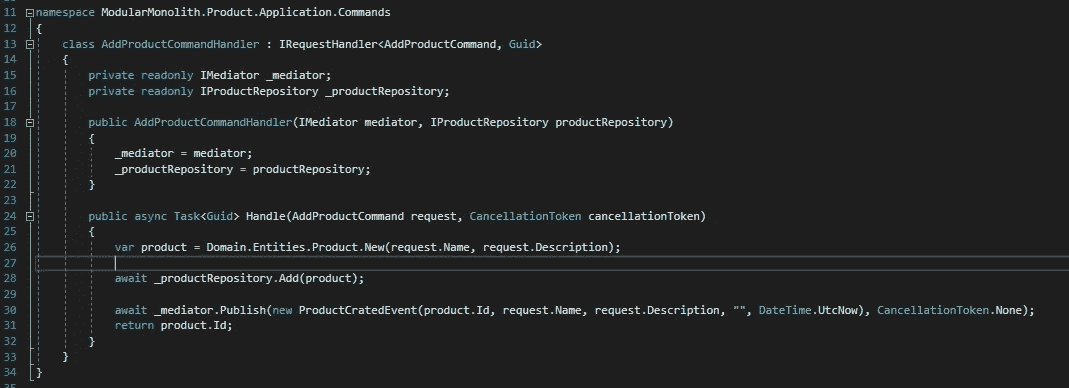 11 namespace ModularMonolith.Product.Application.Commands
12 {
13 class AddProductCommandHandler : IRequestHandler<AddProductCommand, Guid>
14 {
15 private readonly IMediator _mediator;
16 private readonly IProductRepository _productRepository;
17
18 public AddProductCommandHandler(IMediator mediator, IProductRepository productRepository)
19 {
20 _mediator = mediator;
21 _productRepository = productRepository;
22 }
23
24 public async Task<Guid> Handle(AddProductCommand request, CancellationToken cancellationToken)
25 {
26 var product = Domain.Entities.Product.New(request.Name, request.Description);
27
28 await _productRepository.Add(product);
29
30 await _mediator.Publish(new ProductCratedEvent(product.Id, request.Name, request.Description, "", DateTime.UtcNow), CancellationToken.None);
31 return product.Id;
32 }
33 }
34 }